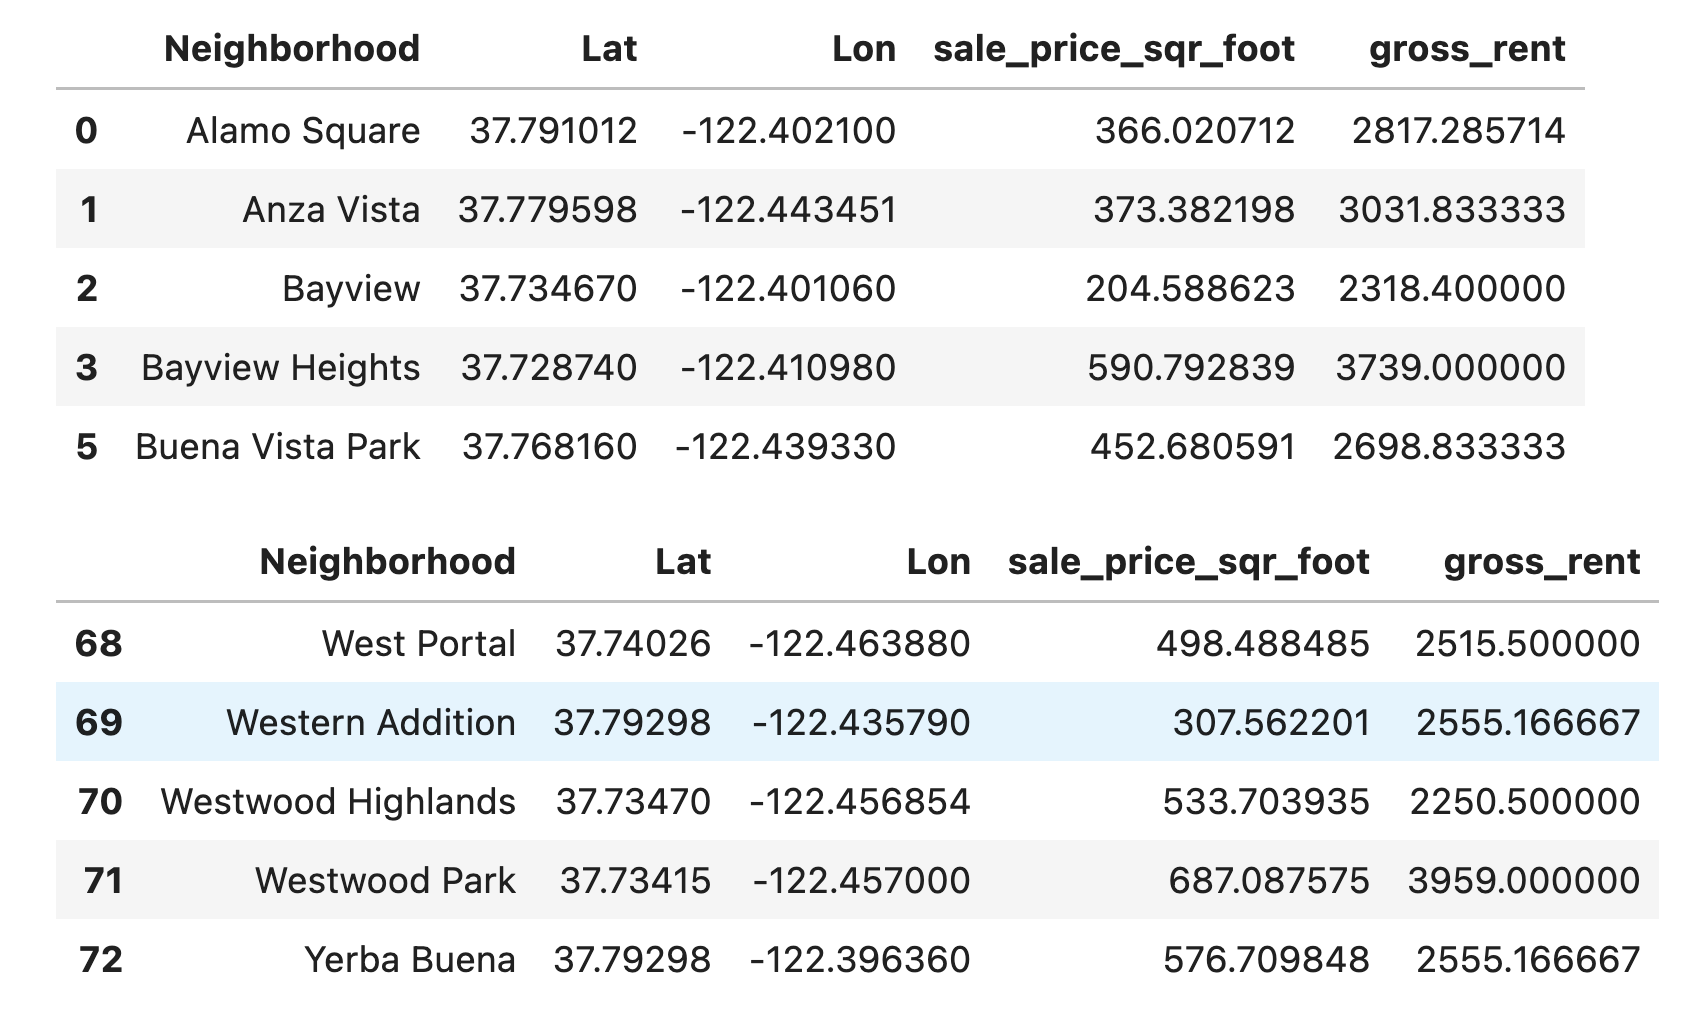 Neighborhood Lat Lon sale_price_sqr_foot gross_rent
0 Alamo Square 37.791012 -122.402100 366.020712 2817.285714
1 Anza Vista 37.779598 -122.443451 373.382198 3031.833333
2 Bayview 37.734670 -122.401060 204.588623 2318.400000
3 Bayview Heights 37.728740 -122.410980 590.792839 3739.000000
5 Buena Vista Park 37.768160 -122.439330 452.680591 2698.833333
Neighborhood Lat Lon sale_price_sqr_foot gross_rent
68 West Portal 37.74026 -122.463880 498.488485 2515.500000
69 Western Addition 37.79298 -122.435790 307.562201 2555.166667
70 Westwood Highlands 37.73470 -122.456854 533.703935 2250.500000
71 Westwood Park 37.73415 -122.457000 687.087575 3959.000000
72 Yerba Buena 37.79298 -122.396360 576.709848 2555.166667